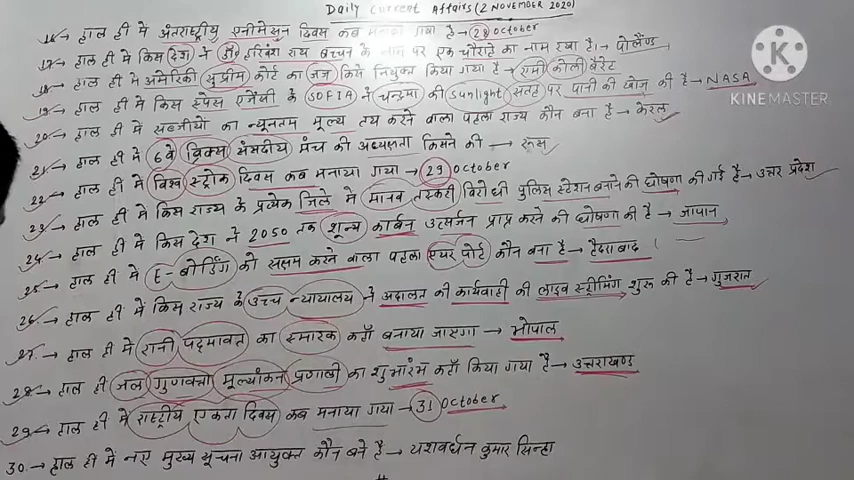 Daily Current Affairs (2 NOVEMBER 2020)
16 → हाल ही में अंतराष्ट्रीय एनीमेसन दिवस कब मनाया गया है → 28 October
17 → हाल ही में किस देश ने डॉ० हरिवंश राय बच्चन के नाम पर एक चौराहे का नाम रखा है। → पोलैण्ड
18 → हाल ही में अमेरिकी सुप्रीम कोर्ट का जज किसे नियुक्त किया गया है → एमी कोनी बैरेट
19 → हाल ही में किस स्पेस एजेंसी के SOFIA ने चन्द्रमा की Sunlight सतह पर पानी की खोज की है → NASA
20 → हाल ही में सब्जीयो का न्यूनतम मूल्य तय करने वाला पहला राज्य कौन बना है → केरल
21 → हाल ही में 6वे ब्रिक्स संसदीय मंच की अध्यक्षता किसने की → रूस
22 → हाल ही में विश्व स्ट्रोक दिवस कब मनाया गया → 29 October
23 → हाल ही में किस राज्य के प्रत्येक जिले में मानव तस्करी विरोधी पुलिस स्टेशन बनाने की घोषणा की गई है → उत्तर प्रदेश
24 → हाल ही में किस देश ने 2050 तक शून्य कार्बन उत्सर्जन प्राप्त करने की घोषणा की है → जापान
25 → हाल ही में E-बोर्डिंग को सक्षम करने वाला पहला एयर पोर्ट कौन बना है → हैदराबाद
26 → हाल ही में किस राज्य के उच्च न्यायालय ने अदालत की कार्यवाही की लाइव स्ट्रीमिंग शुरू की है → गुजरात
27 → हाल ही में रानी पद्मावत का स्मारक कहाँ बनाया जाएगा → भोपाल
28 → हाल ही जल गुणवत्ता मूल्यांकन प्रणाली का शुभारंभ कहाँ किया गया है → उत्तराखण्ड
29 → हाल ही में राष्ट्रीय एकता दिवस कब मनाया गया → 31 October
30. → हाल ही में नए मुख्य सूचना आयुक्त कौन बने है → यशवर्धन कुमार सिन्हा
KINEMASTER